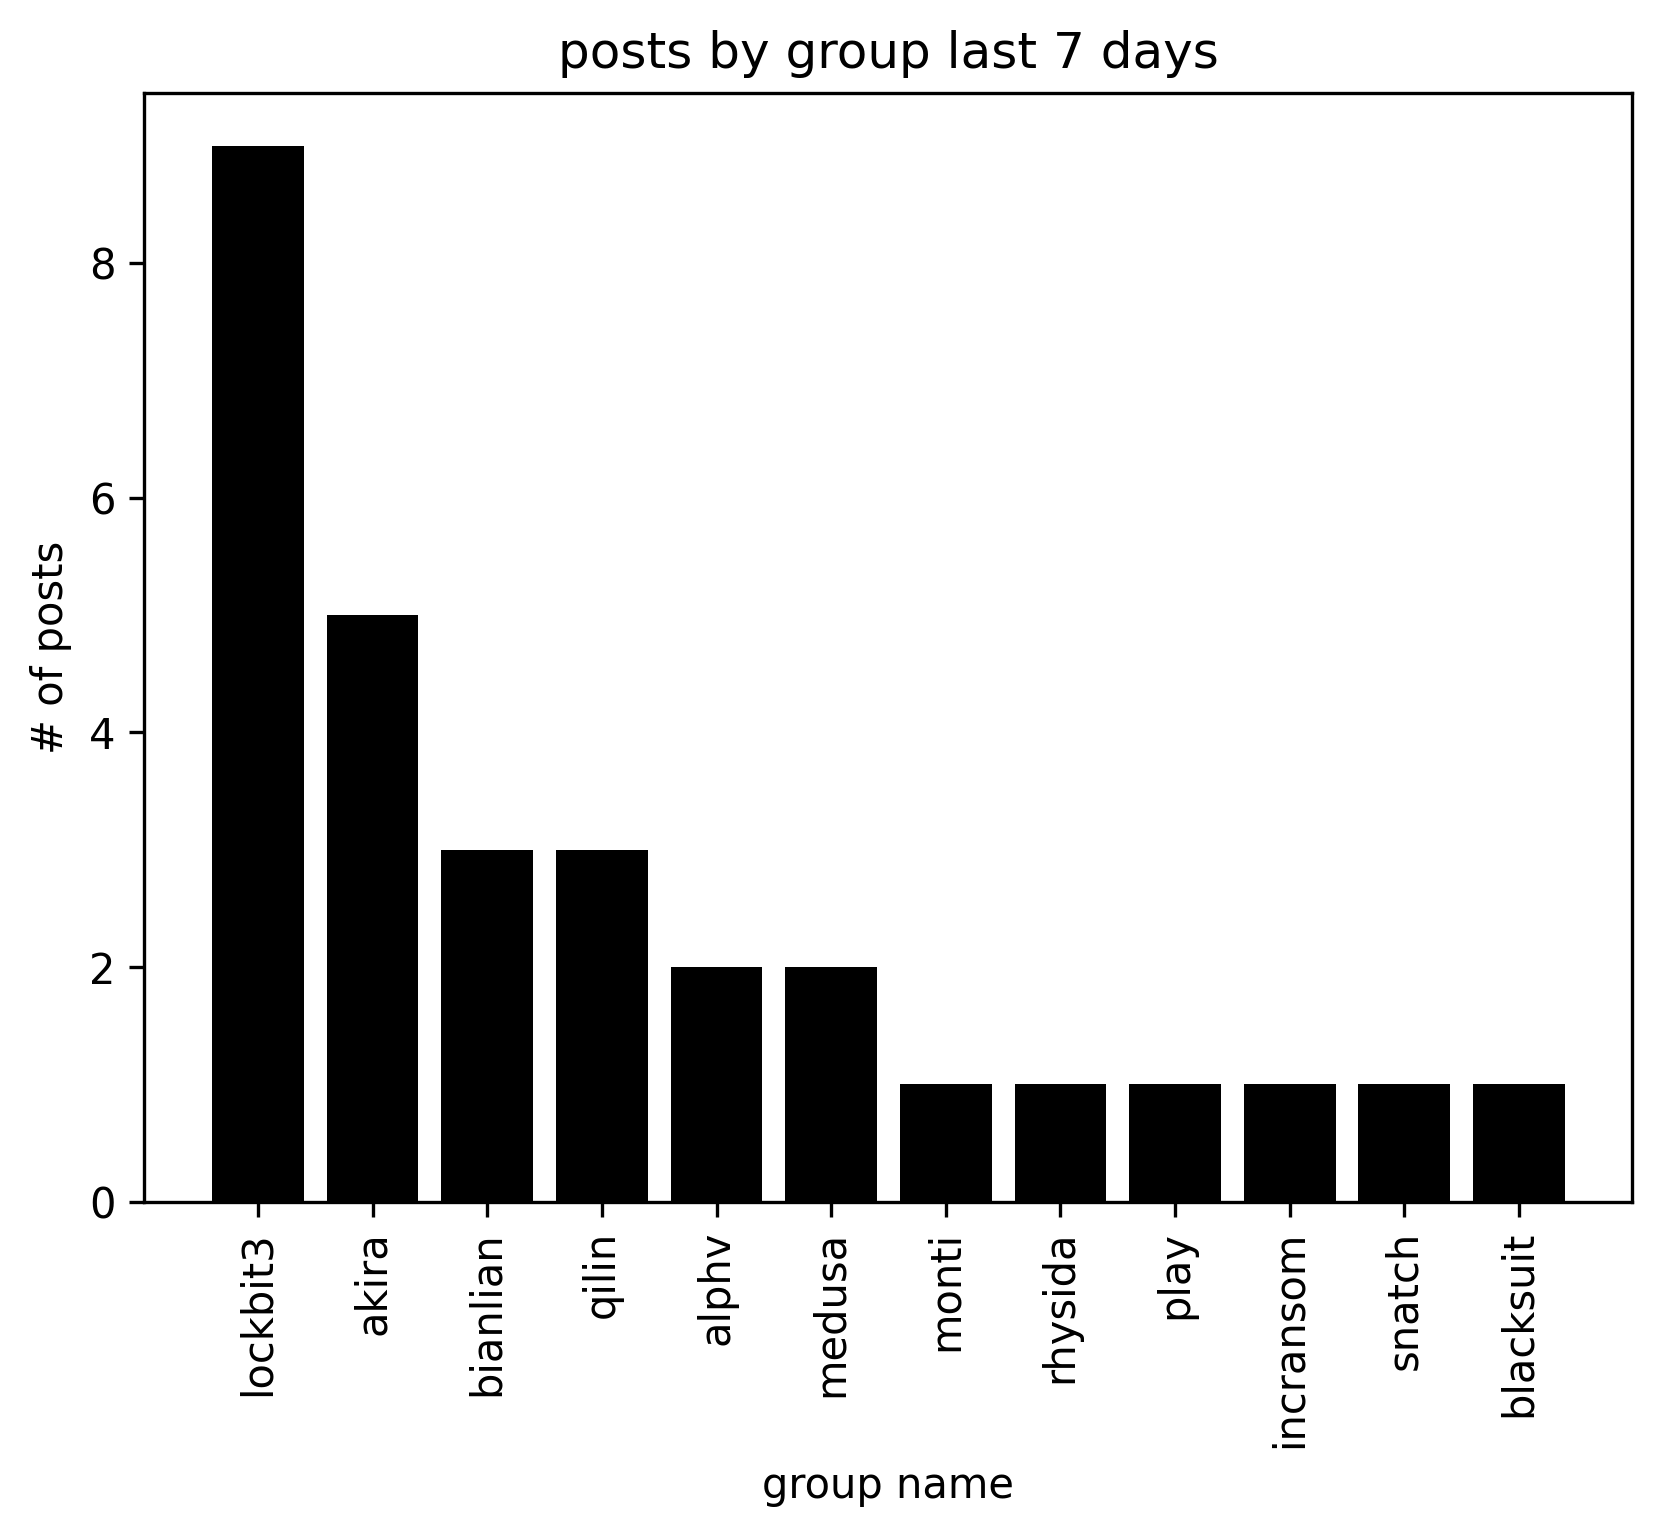 posts by group last 7 days
# of posts
8
6
4
2
0
lockbit3
akira
bianlian
qilin
alphv
medusa
monti
rhysida
play
incransom
snatch
blacksuit
group name